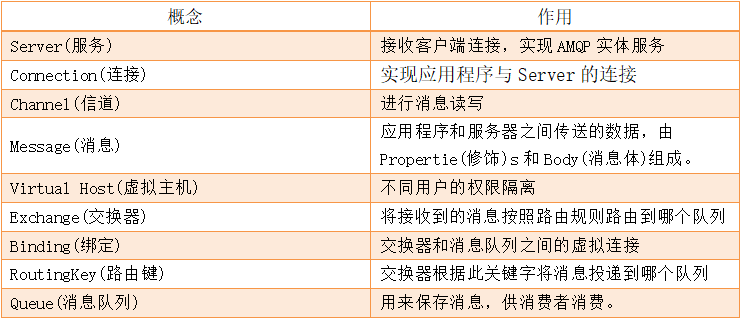 概念 作用
Server(服务) 接收客户端连接，实现 AMQP 实体服务
Connection(连接) 实现应用程序与 Server 的连接
Channel(信道) 进行消息读写
Message(消息) 应用程序和服务器之间传送的数据，由
Propertie(修饰)s 和 Body(消息体)组成。
Virtual Host(虚拟主机) 不同用户的权限隔离
Exchange(交换器) 将接收到的消息按照路由规则路由到哪个队列
Binding(绑定) 交换器和消息队列之间的虚拟连接
RoutingKey(路由键) 交换器根据此关键字将消息投递到哪个队列
Queue(消息队列) 用来保存消息，供消费者消费。